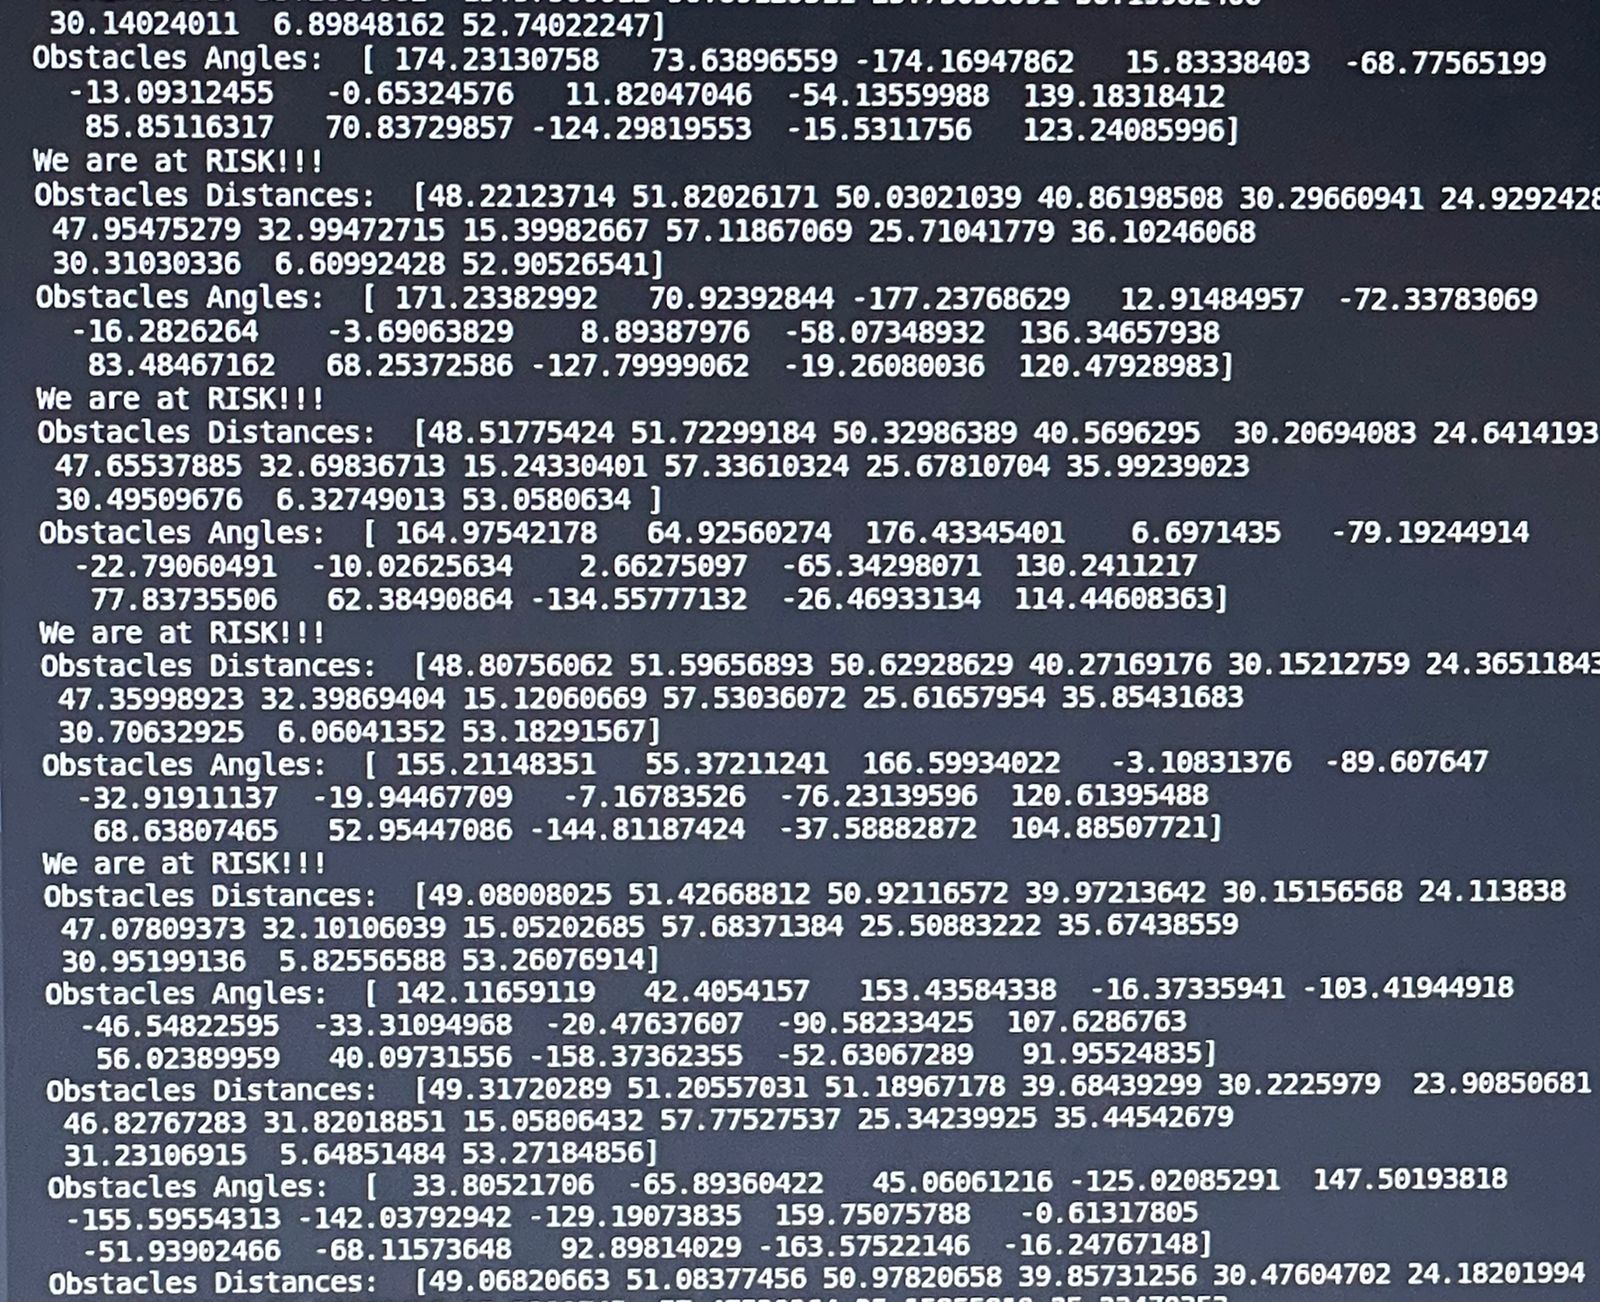 30.14024011  6.89848162 52.74022247]
Obstacles Angles:  [ 174.23130758   73.63896559 -174.16947862   15.83338403  -68.77565199
-13.09312455   -0.65324576   11.82047046  -54.13559988  139.18318412
85.85116317   70.83729857 -124.29819553  -15.5311756   123.24085996]
We are at RISK!!!
Obstacles Distances:  [48.22123714 51.82026171 50.03021039 40.86198508 30.29660941 24.9292428
47.95475279 32.99472715 15.39982667 57.11867069 25.71041779 36.10246068
30.31030336  6.60992428 52.90526541]
Obstacles Angles:  [ 171.23382992   70.92392844 -177.23768629   12.91484957  -72.33783069
-16.2826264    -3.69063829    8.89387976  -58.07348932  136.34657938
83.48467162   68.25372586 -127.79999062  -19.26080036  120.47928983]
We are at RISK!!!
Obstacles Distances:  [48.51775424 51.72299184 50.32986389 40.5696295  30.20694083 24.6414193
47.65537885 32.69836713 15.24330401 57.33610324 25.67810704 35.99239023
30.49509676  6.32749013 53.0580634 ]
Obstacles Angles:  [ 164.97542178   64.92560274  176.43345401    6.6971435   -79.19244914
-22.79060491  -10.02625634    2.66275097  -65.34298071  130.2411217
77.83735506   62.38490864 -134.55777132  -26.46933134  114.44608363]
We are at RISK!!!
Obstacles Distances:  [48.80756062 51.59656893 50.62928629 40.27169176 30.15212759 24.36511843
47.35998923 32.39869404 15.12060669 57.53036072 25.61657954 35.85431683
30.70632925  6.06041352 53.18291567]
Obstacles Angles:  [ 155.21148351   55.37211241  166.59934022   -3.10831376  -89.607647
-32.91911137  -19.94467709   -7.16783526  -76.23139596  120.61395488
68.63807465   52.95447086 -144.81187424  -37.58882872  104.88507721]
We are at RISK!!!
Obstacles Distances:  [49.08008025 51.42668812 50.92116572 39.97213642 30.15156568 24.113838
47.07809373 32.10106039 15.05202685 57.68371384 25.50883222 35.67438559
30.95199136  5.82556588 53.26076914]
Obstacles Angles:  [ 142.11659119   42.4054157   153.43584338  -16.37335941 -103.41944918
-46.54822595  -33.31094968  -20.47637607  -90.58233425  107.6286763
56.02389959   40.09731556 -158.37362355  -52.63067289   91.95524835]
Obstacles Distances:  [49.31720289 51.20557031 51.18967178 39.68439299 30.2225979  23.90850681
46.82767283 31.82018851 15.05806432 57.77527537 25.34239925 35.44542679
31.23106915  5.64851484 53.27184856]
Obstacles Angles:  [  33.80521706  -65.89360422   45.06061216 -125.02085291  147.50193818
-155.59554313 -142.03792942 -129.19073835  159.75075788   -0.61317805
-51.93902466  -68.11573648   92.89814029 -163.57522146  -16.24767148]
Obstacles Distances:  [49.06820663 51.08377456 50.97820658 39.85731256 30.47604702 24.18201994